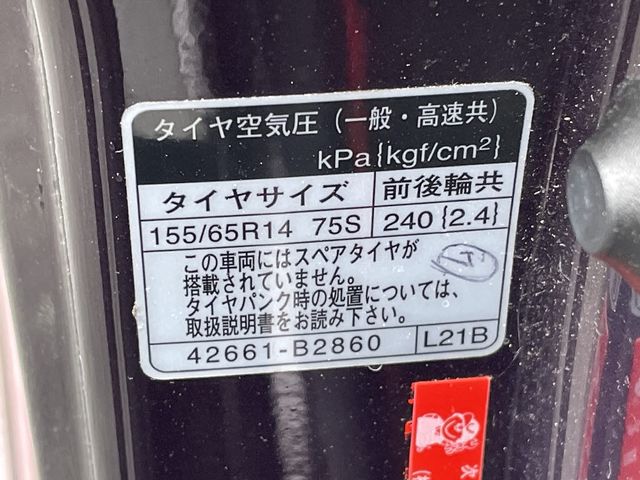 タイヤ空気圧（一般・高速共）
kPa{kgf/cm²}
タイヤサイズ 前後輪共
155/65R14 75S 240{2.4}
この車両にはスペアタイヤが
搭載されていません。
タイヤパンク時の処置については、
取扱説明書をお読み下さい。
42661-B2860 L21B